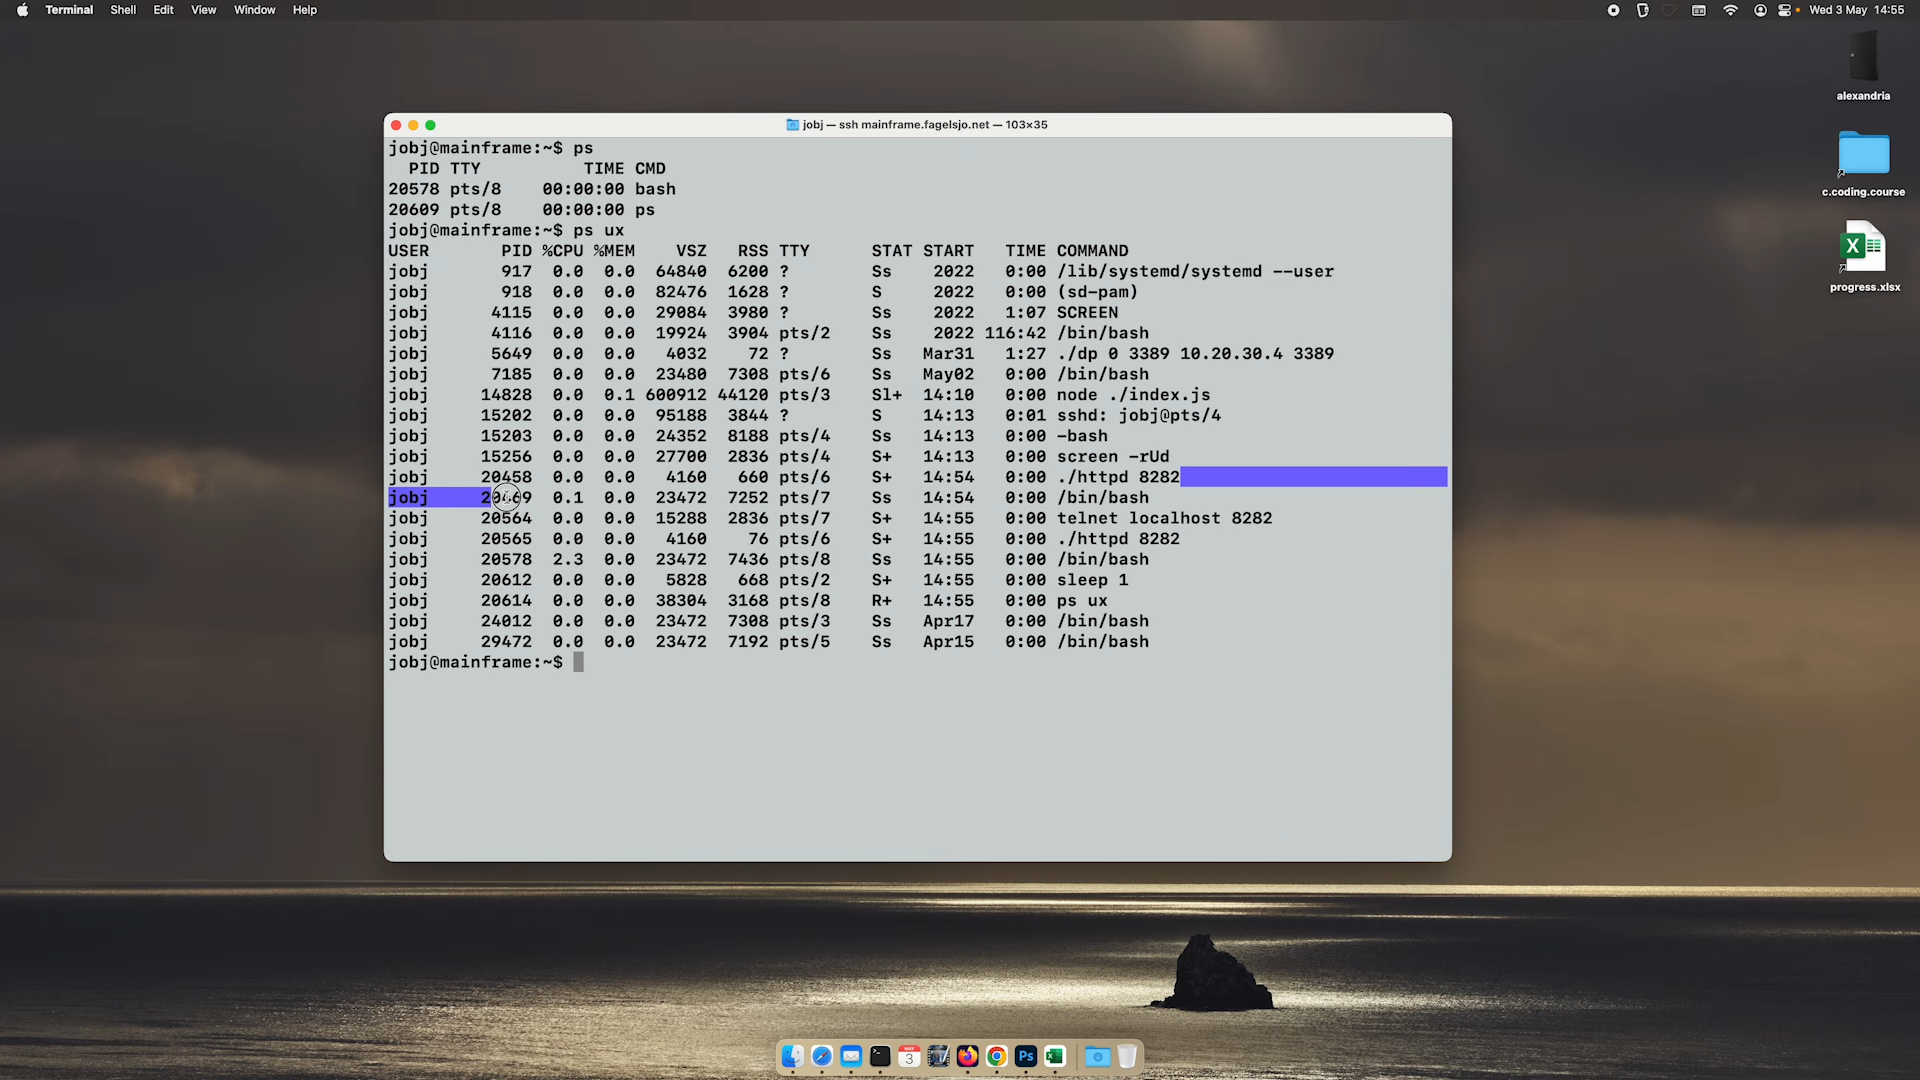 Terminal Shell Edit View Window Help
Wed 3 May 14:55
alexandria
c.coding.course
progress.xlsx
jobj — ssh mainframe.fagelsjo.net — 103×35
jobj@mainframe:~$ ps
PID TTY TIME CMD
20578 pts/8 00:00:00 bash
20609 pts/8 00:00:00 ps
jobj@mainframe:~$ ps ux
USER PID %CPU %MEM VSZ RSS TTY STAT START TIME COMMAND
jobj 917 0.0 0.0 64840 6200 ? Ss 2022 0:00 /lib/systemd/systemd --user
jobj 918 0.0 0.0 82476 1628 ? S 2022 0:00 (sd-pam)
jobj 4115 0.0 0.0 29084 3980 ? Ss 2022 1:07 SCREEN
jobj 4116 0.0 0.0 19924 3904 pts/2 Ss 2022 116:42 /bin/bash
jobj 5649 0.0 0.0 4032 72 ? Ss Mar31 1:27 ./dp 0 3389 10.20.30.4 3389
jobj 7185 0.0 0.0 23480 7308 pts/6 Ss May02 0:00 /bin/bash
jobj 14828 0.0 0.1 600912 44120 pts/3 Sl+ 14:10 0:00 node ./index.js
jobj 15202 0.0 0.0 95188 3844 ? S 14:13 0:01 sshd: jobj@pts/4
jobj 15203 0.0 0.0 24352 8188 pts/4 Ss 14:13 0:00 -bash
jobj 15256 0.0 0.0 27700 2836 pts/4 S+ 14:13 0:00 screen -rUd
jobj 20458 0.0 0.0 4160 660 pts/6 S+ 14:54 0:00 ./httpd 8282
jobj 0.1 0.0 23472 7252 pts/7 Ss 14:54 0:00 /bin/bash
jobj 20564 0.0 0.0 15288 2836 pts/7 S+ 14:55 0:00 telnet localhost 8282
jobj 20565 0.0 0.0 4160 76 pts/6 S+ 14:55 0:00 ./httpd 8282
jobj 20578 2.3 0.0 23472 7436 pts/8 Ss 14:55 0:00 /bin/bash
jobj 20612 0.0 0.0 5828 668 pts/2 S+ 14:55 0:00 sleep 1
jobj 20614 0.0 0.0 38304 3168 pts/8 R+ 14:55 0:00 ps ux
jobj 24012 0.0 0.0 23472 7308 pts/3 Ss Apr17 0:00 /bin/bash
jobj 29472 0.0 0.0 23472 7192 pts/5 Ss Apr15 0:00 /bin/bash
jobj@mainframe:~$
MAY
3
Ps